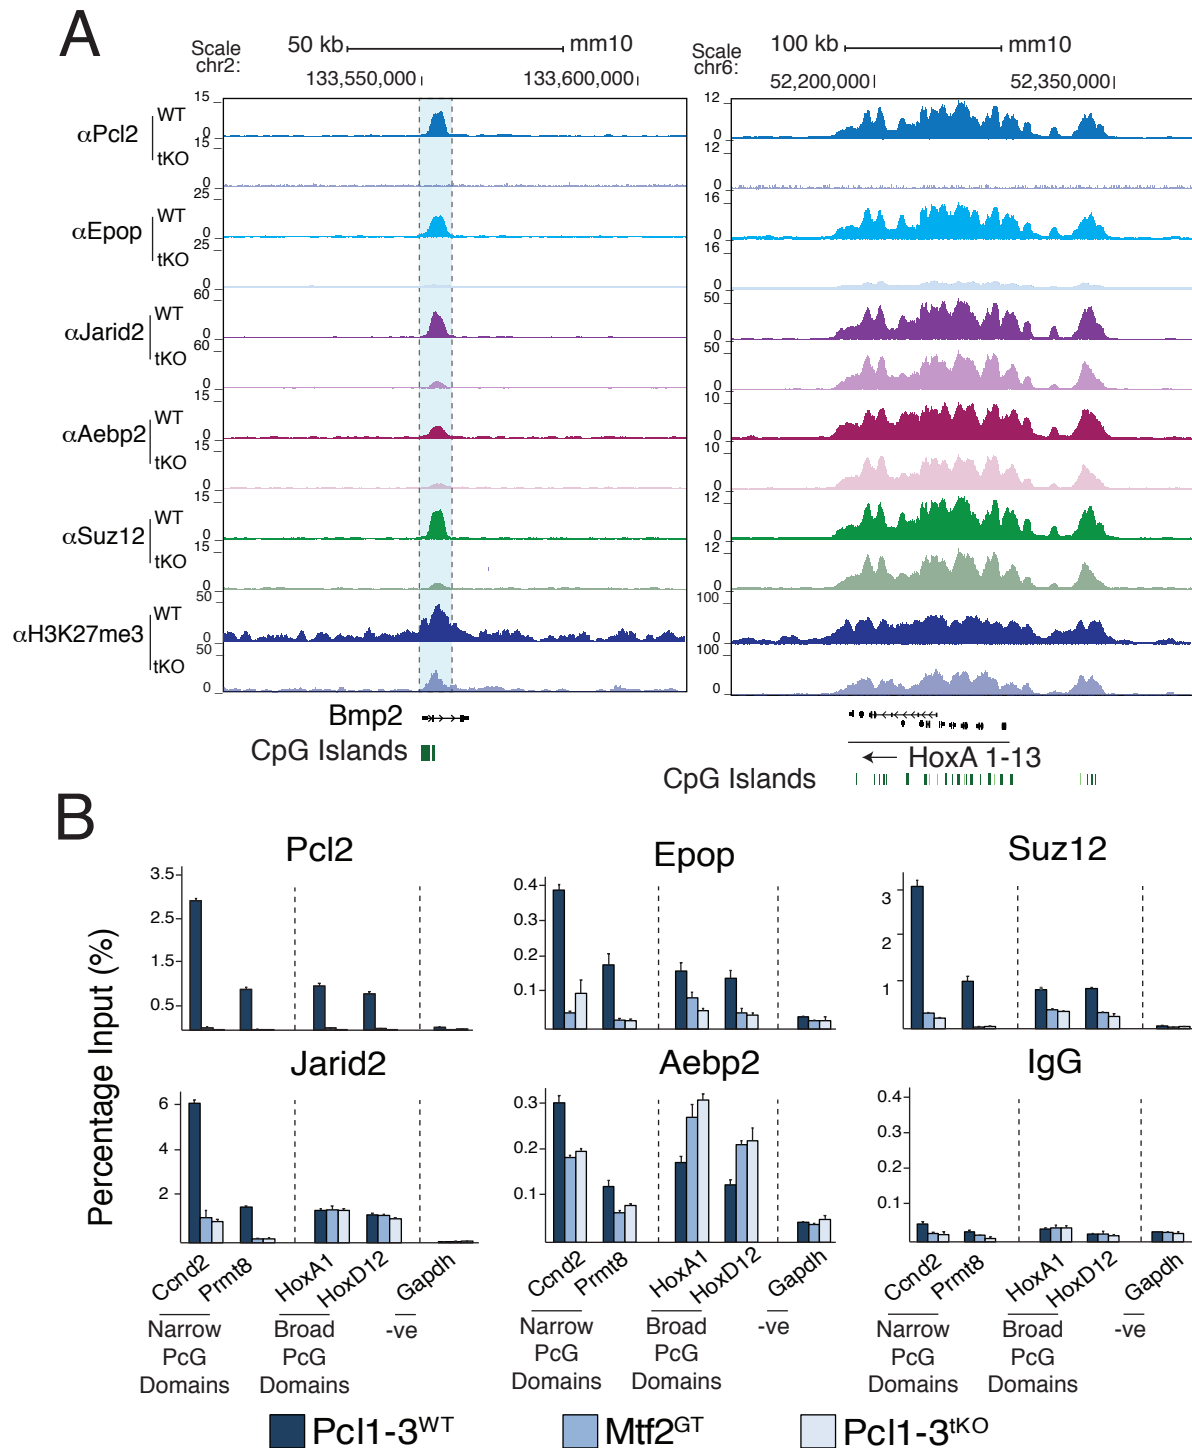 A
Scale
chr2:
50 kb
mm10
133,550,000
133,600,000
Scale
chr6:
100 kb
mm10
52,200,000
52,350,000
αPcl2
WT
tKO
15
0
15
0
12
0
12
0
αEpop
WT
tKO
25
0
25
0
16
0
16
0
αJarid2
WT
tKO
60
0
60
0
50
0
50
0
αAebp2
WT
tKO
15
0
15
0
10
0
10
0
αSuz12
WT
tKO
15
0
15
0
12
0
12
0
αH3K27me3
WT
tKO
50
0
50
0
100
0
100
0
Bmp2
CpG Islands
HoxA 1-13
CpG Islands
B
Percentage Input (%)
Pcl2
3.5
2.5
1.5
0.5
Epop
0.4
0.3
0.2
0.1
Suz12
3
2
1
Jarid2
6
4
2
Ccnd2
Prmt8
HoxA1
HoxD12
Gapdh
Narrow
PcG
Domains
Broad
PcG
Domains
-ve
Aebp2
0.3
0.2
0.1
Ccnd2
Prmt8
HoxA1
HoxD12
Gapdh
Narrow
PcG
Domains
Broad
PcG
Domains
-ve
IgG
0.4
0.3
0.2
0.1
Ccnd2
Prmt8
HoxA1
HoxD12
Gapdh
Narrow
PcG
Domains
Broad
PcG
Domains
-ve
Pcl1-3WT
Mtf2GT
Pcl1-3tKO